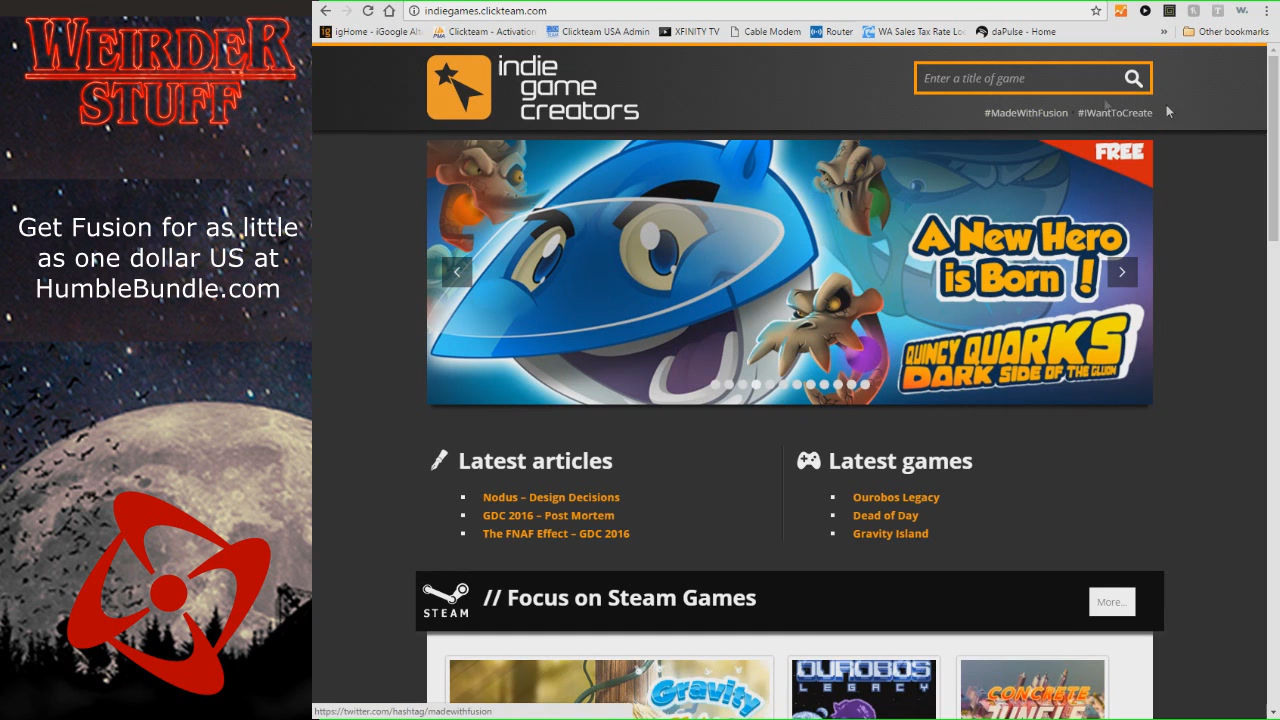 WEIRDER
STUFF
Get Fusion for as little
as one dollar US at
HumbleBundle.com
indiegames.clickteam.com
igHome - iGoogle Alt
Clickteam - Activation
Clickteam USA Admin
XFINITY TV
Cable Modem
Router
WA Sales Tax Rate Lo
daPulse - Home
»
Other bookmarks
indie
game
creators
Enter a title of game
#MadeWithFusion #IWantToCreate
FREE
A New Hero
is Born !
QUINCY QUARKS
DARK SIDE OF THE GLUON
Latest articles
Nodus – Design Decisions
GDC 2016 – Post Mortem
The FNAF Effect – GDC 2016
Latest games
Ourobos Legacy
Dead of Day
Gravity Island
STEAM
// Focus on Steam Games
More...
Gravity
OUROBOS
LEGACY
CONCRETE
JUNGLE
https://twitter.com/hashtag/madewithfusion